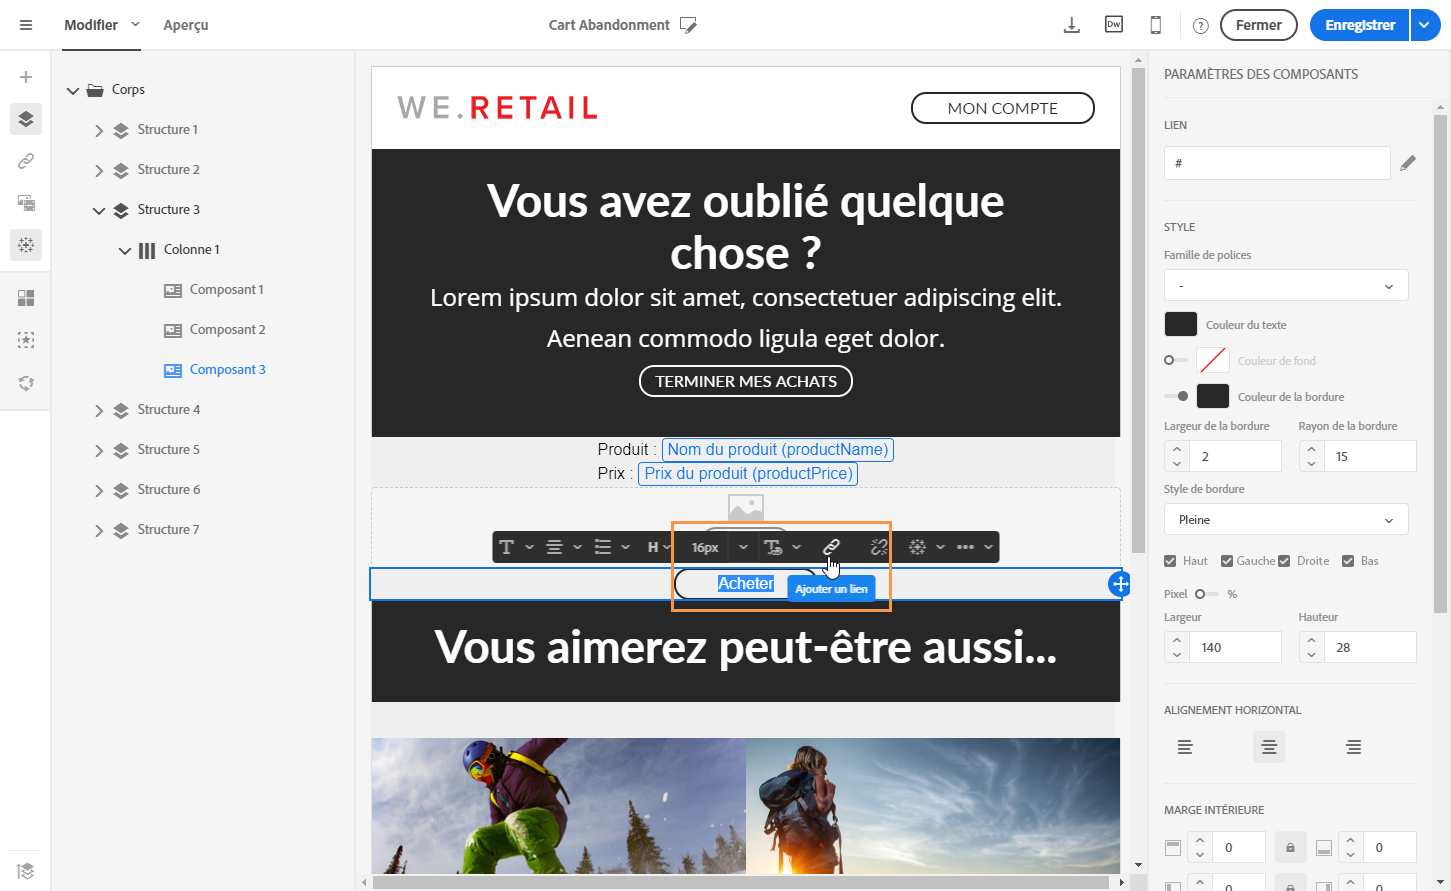 Modifier
Aperçu
Cart Abandonment
Dw
?
Fermer
Enregistrer
Corps
Structure 1
Structure 2
Structure 3
Colonne 1
Composant 1
Composant 2
Composant 3
Structure 4
Structure 5
Structure 6
Structure 7
WE.RETAIL
MON COMPTE
Vous avez oublié quelque
chose ?
Lorem ipsum dolor sit amet, consectetuer adipiscing elit.
Aenean commodo ligula eget dolor.
TERMINER MES ACHATS
Produit : Nom du produit (productName)
Prix : Prix du produit (productPrice)
T
H
16px
Acheter
Ajouter un lien
Vous aimerez peut-être aussi...
PARAMÈTRES DES COMPOSANTS
LIEN
#
STYLE
Famille de polices
-
Couleur du texte
Couleur de fond
Couleur de la bordure
Largeur de la bordure
Rayon de la bordure
2
15
Style de bordure
Pleine
Haut
Gauche
Droite
Bas
Pixel
%
Largeur
Hauteur
140
28
ALIGNEMENT HORIZONTAL
MARGE INTÉRIEURE
0
0
0
0